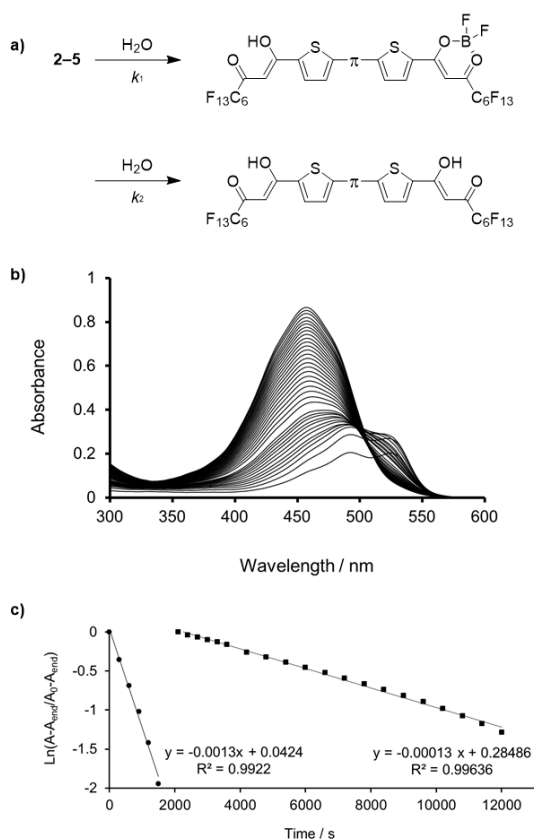 a)
2–5
H2O
k1
O
HO
S
π
S
O
B
F
F
O
F13C6
C6F13
H2O
k2
O
HO
S
π
S
OH
O
F13C6
C6F13
b)
Absorbance
1
0.8
0.6
0.4
0.2
0
300 350 400 450 500 550 600
Wavelength / nm
c)
Ln(A-Aend/A0-Aend)
0
-0.5
-1
-1.5
-2
y = -0.0013x + 0.0424
R² = 0.9922
y = -0.00013 x + 0.28486
R² = 0.99636
0 2000 4000 6000 8000 10000 12000
Time / s